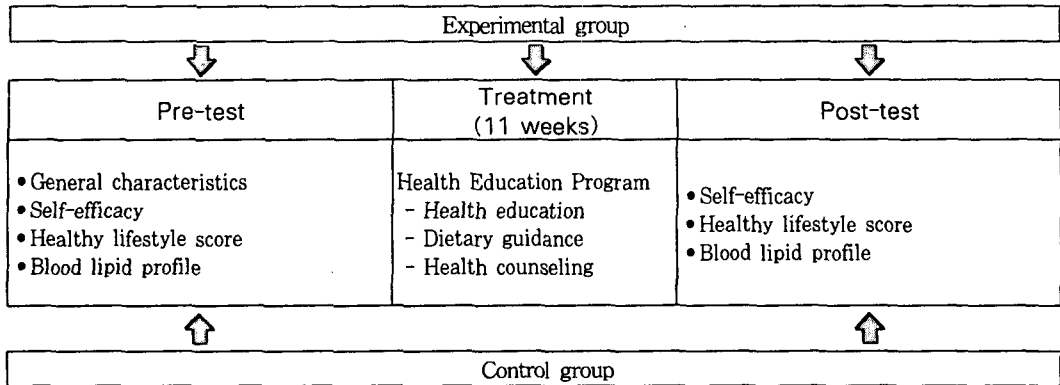 Experimental group
Pre-test
Treatment
(11 weeks)
Post-test
• General characteristics
• Self-efficacy
• Healthy lifestyle score
• Blood lipid profile
Health Education Program
- Health education
- Dietary guidance
- Health counseling
• Self-efficacy
• Healthy lifestyle score
• Blood lipid profile
Control group